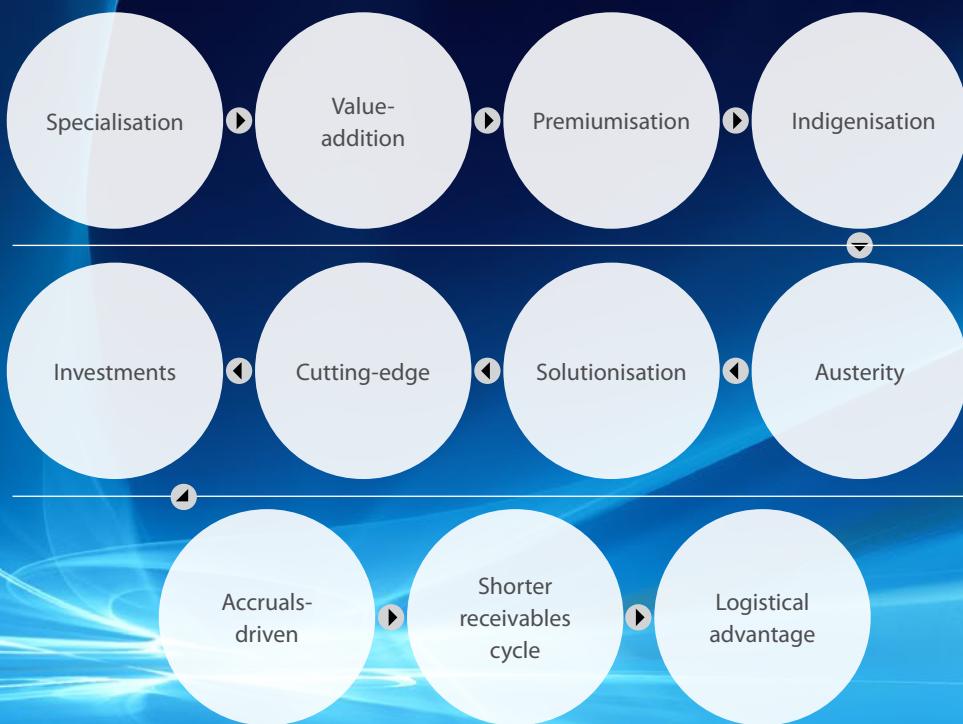 Specialisation
Value-
addition
Premiumisation
Indigenisation
Investments
Cutting-edge
Solutionisation
Austerity
Accruals-
driven
Shorter
receivables
cycle
Logistical
advantage